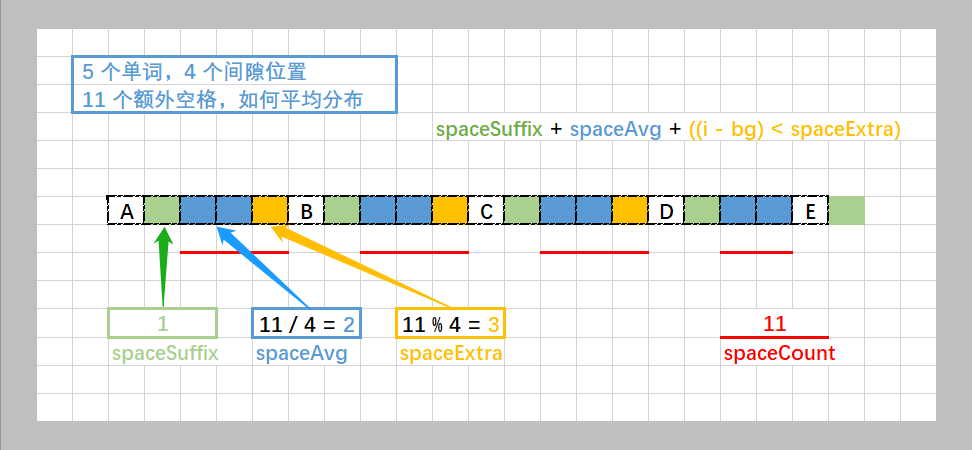 5 个单词，4 个间隙位置
11 个额外空格，如何平均分布
spaceSuffix + spaceAvg + ((i - bg) < spaceExtra)
A B C D E
1 11 / 4 = 2 11 % 4 = 3 11
spaceSuffix spaceAvg spaceExtra spaceCount